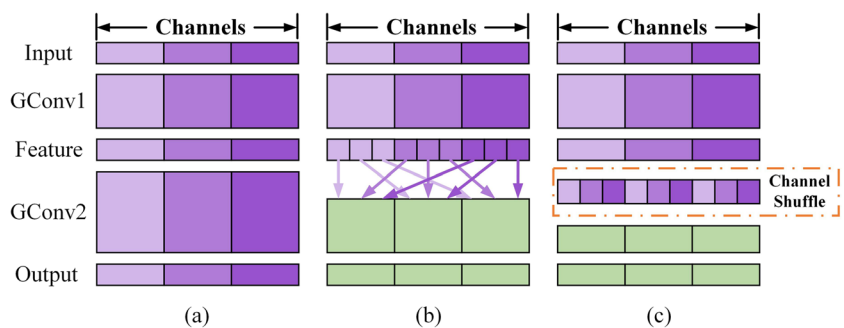 Channels Channels Channels
Input
GConv1
Feature
GConv2
Channel
Shuffle
Output
(a) (b) (c)